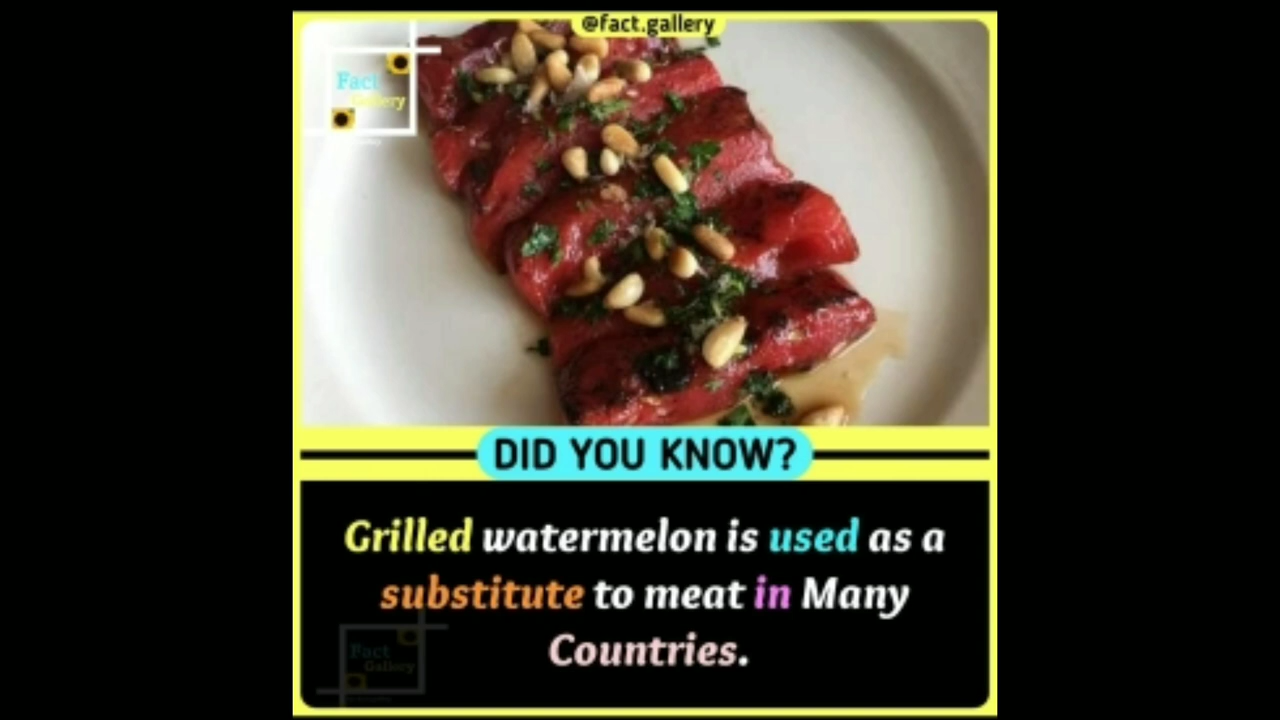 @fact.gallery
Fact
Gallery
DID YOU KNOW?
Grilled watermelon is used as a
substitute to meat in Many
Countries.
Fact
Gallery